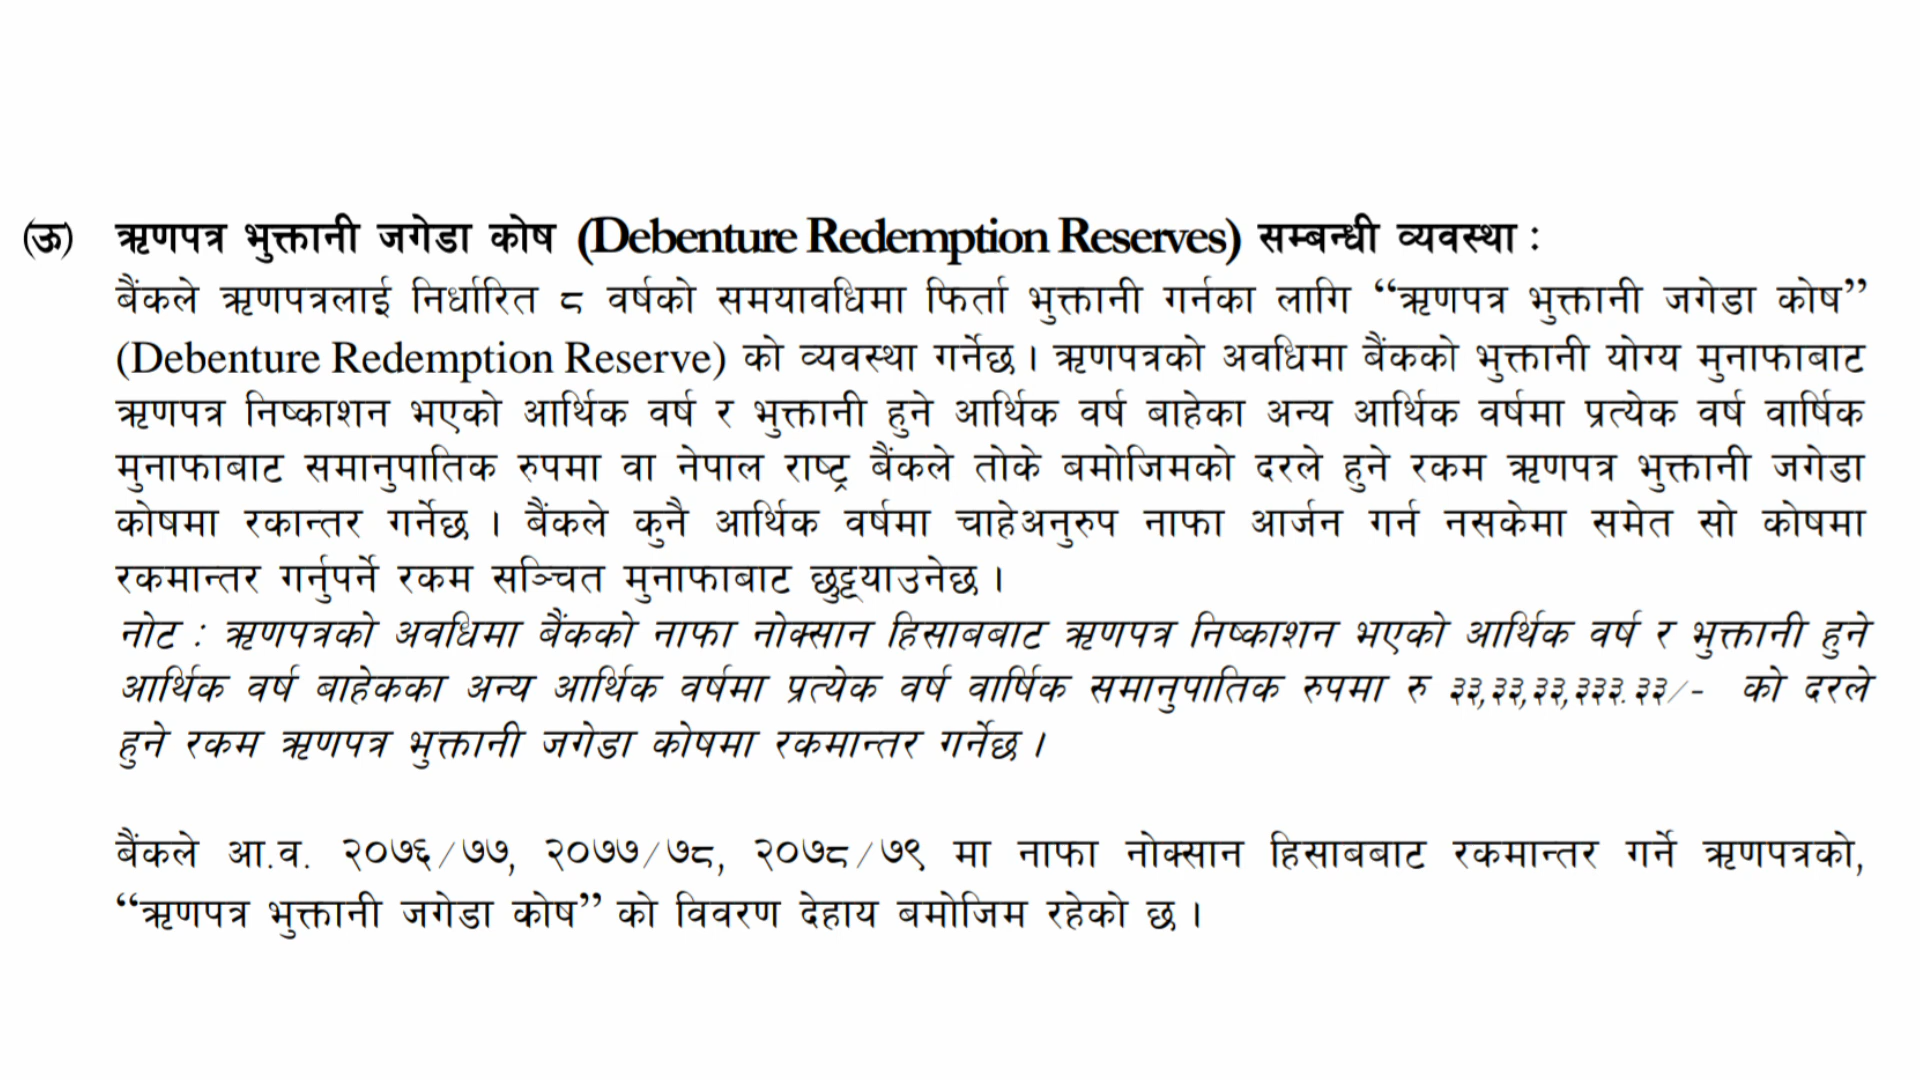 (ऊ) ऋणपत्र भुक्तानी जगेडा कोष (Debenture Redemption Reserves) सम्बन्धी व्यवस्था :
बैंकले ऋणपत्रलाई निर्धारित ८ वर्षको समयावधिमा फिर्ता भुक्तानी गर्नका लागि “ऋणपत्र भुक्तानी जगेडा कोष”
(Debenture Redemption Reserve) को व्यवस्था गर्नेछ । ऋणपत्रको अवधिमा बैंकको भुक्तानी योग्य मुनाफाबाट
ऋणपत्र निष्काशन भएको आर्थिक वर्ष र भुक्तानी हुने आर्थिक वर्ष बाहेका अन्य आर्थिक वर्षमा प्रत्येक वर्ष वार्षिक
मुनाफाबाट समानुपातिक रुपमा वा नेपाल राष्ट्र बैंकले तोके बमोजिमको दरले हुने रकम ऋणपत्र भुक्तानी जगेडा
कोषमा रकान्तर गर्नेछ । बैंकले कुनै आर्थिक वर्षमा चाहेअनुरुप नाफा आर्जन गर्न नसकेमा समेत सो कोषमा
रकमान्तर गर्नुपर्ने रकम सञ्चित मुनाफाबाट छुट्ट्याउनेछ ।
नोट : ऋणपत्रको अवधिमा बैंकको नाफा नोक्सान हिसाबबाट ऋणपत्र निष्काशन भएको आर्थिक वर्ष र भुक्तानी हुने
आर्थिक वर्ष बाहेकका अन्य आर्थिक वर्षमा प्रत्येक वर्ष वार्षिक समानुपातिक रुपमा रु ३३,३३,३३,३३३.३३/- को दरले
हुने रकम ऋणपत्र भुक्तानी जगेडा कोषमा रकमान्तर गर्नेछ ।
बैंकले आ.व. २०७६/७७, २०७७/७८, २०७८/७९ मा नाफा नोक्सान हिसाबबाट रकमान्तर गर्ने ऋणपत्रको,
“ऋणपत्र भुक्तानी जगेडा कोष” को विवरण देहाय बमोजिम रहेको छ ।